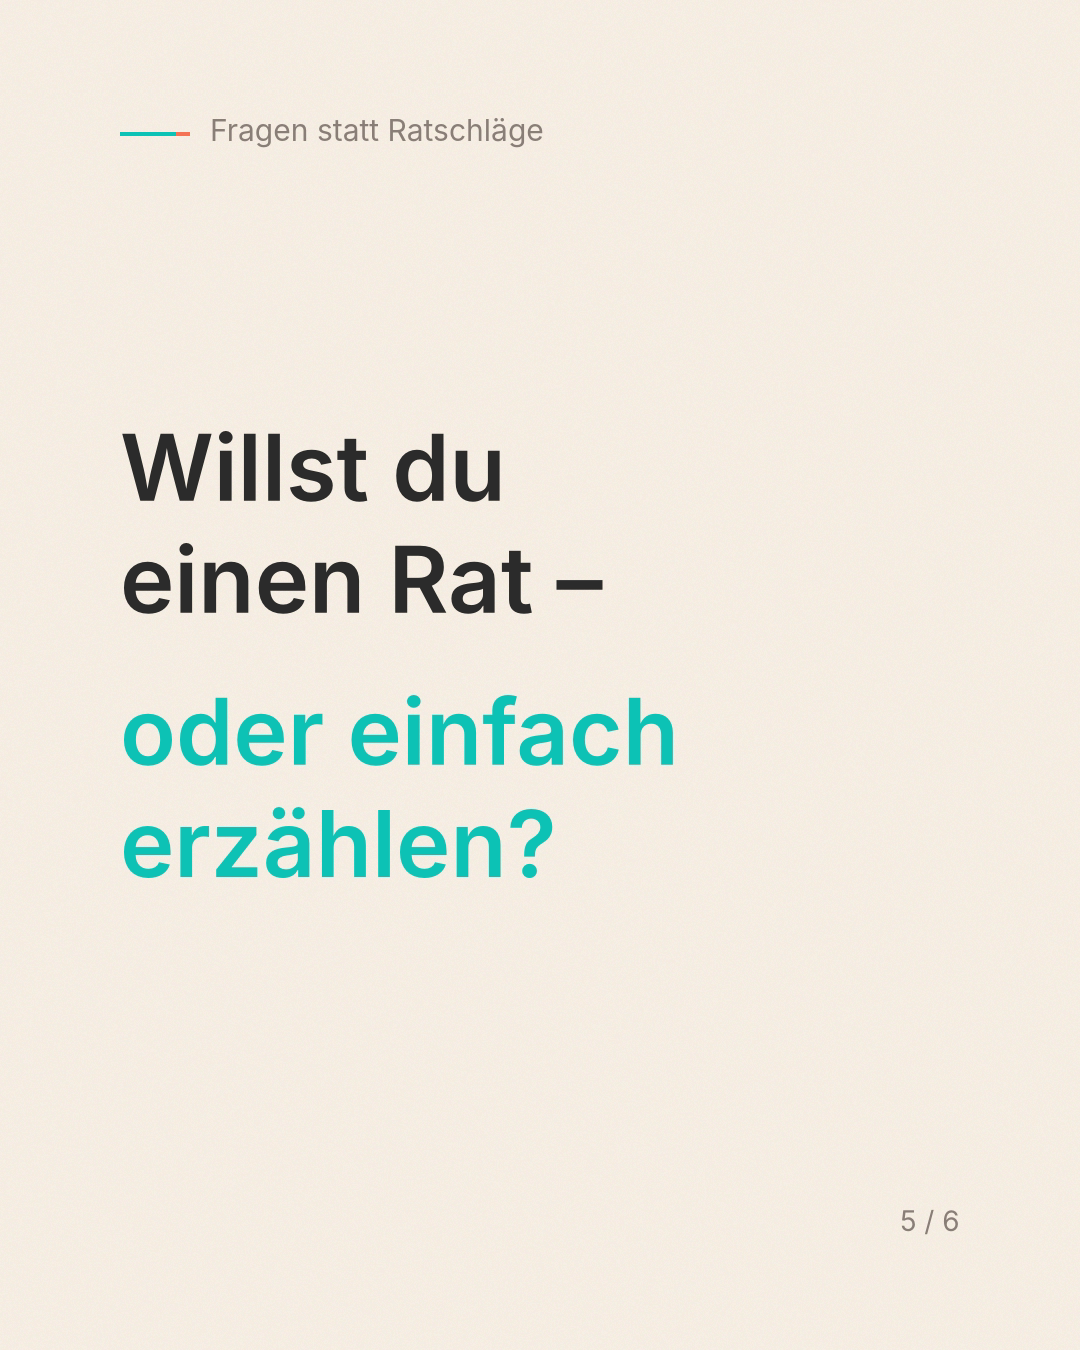 Fragen statt Ratschläge
Willst du
einen Rat –
oder einfach
erzählen?
5 / 6